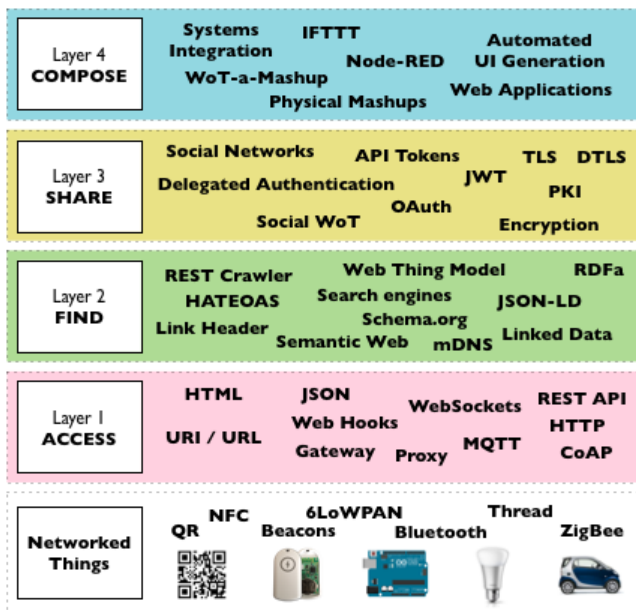 Layer 4
COMPOSE
Systems
Integration
IFTTT
Node-RED
Automated
UI Generation
WoT-a-Mashup
Physical Mashups
Web Applications
Layer 3
SHARE
Social Networks
API Tokens
TLS
DTLS
Delegated Authentication
JWT
PKI
OAuth
Social WoT
Encryption
Layer 2
FIND
REST Crawler
Web Thing Model
RDFa
HATEOAS
Search engines
JSON-LD
Link Header
Schema.org
Semantic Web
mDNS
Linked Data
Layer 1
ACCESS
HTML
JSON
WebSockets
REST API
URI / URL
Web Hooks
HTTP
Gateway
Proxy
MQTT
CoAP
Networked
Things
QR
NFC
6LoWPAN
Beacons
Bluetooth
Thread
ZigBee